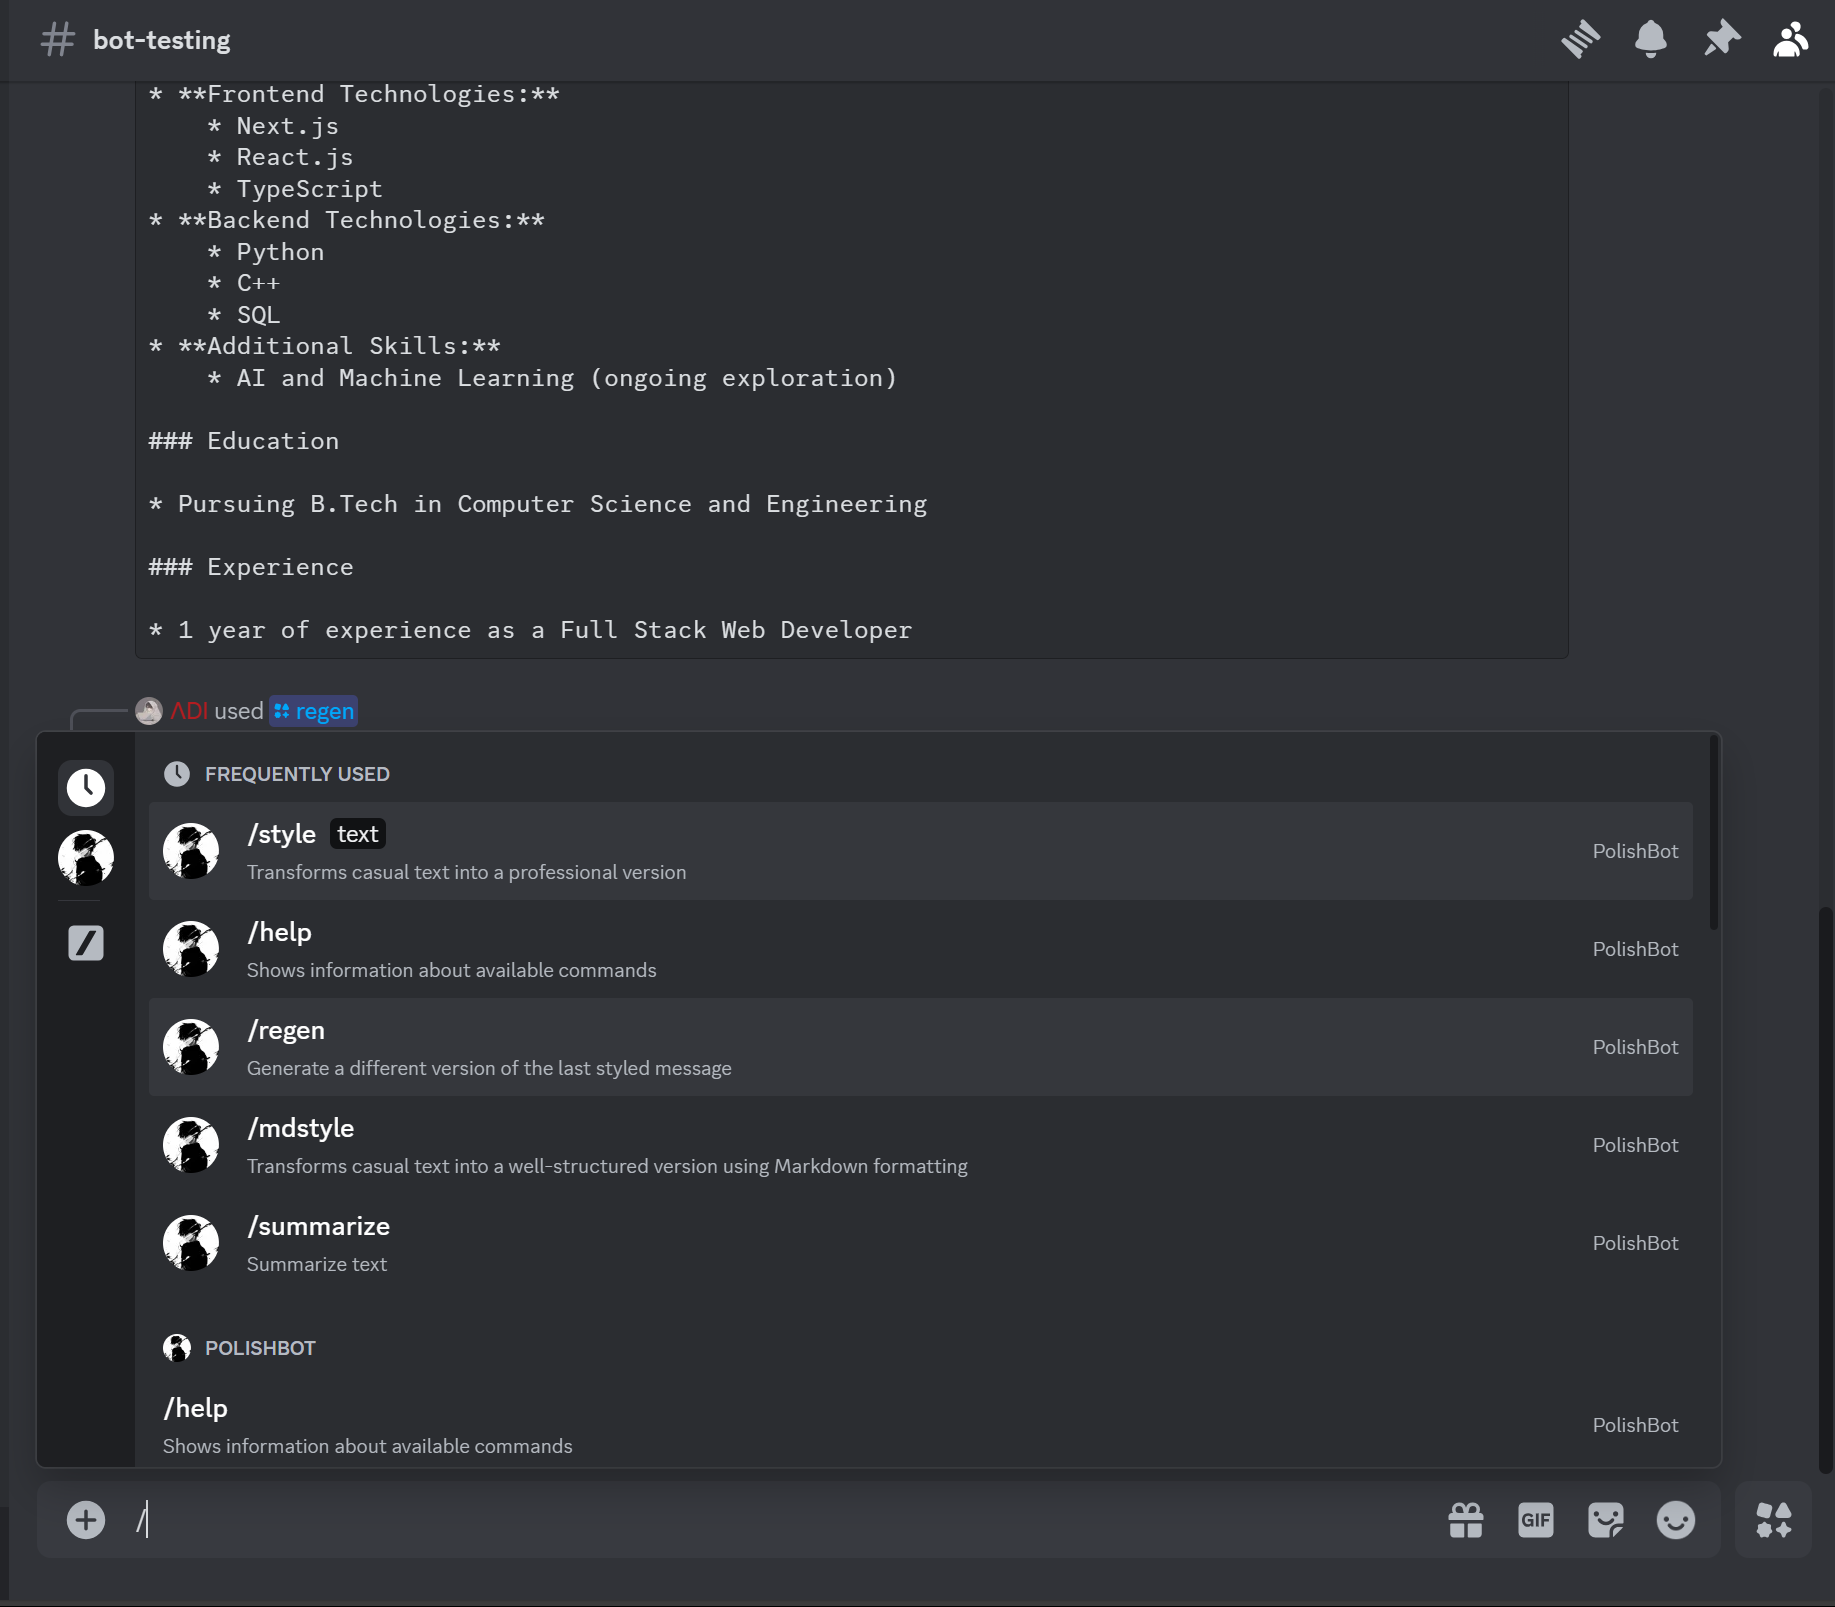 bot-testing
* **Frontend Technologies:**
    * Next.js
    * React.js
    * TypeScript
* **Backend Technologies:**
    * Python
    * C++
    * SQL
* **Additional Skills:**
    * AI and Machine Learning (ongoing exploration)
### Education
* Pursuing B.Tech in Computer Science and Engineering
### Experience
* 1 year of experience as a Full Stack Web Developer
ΛDI used regen
FREQUENTLY USED
/style text
Transforms casual text into a professional version
PolishBot
/help
Shows information about available commands
PolishBot
/regen
Generate a different version of the last styled message
PolishBot
/mdstyle
Transforms casual text into a well-structured version using Markdown formatting
PolishBot
/summarize
Summarize text
PolishBot
POLISHBOT
/help
Shows information about available commands
PolishBot
/
GIF